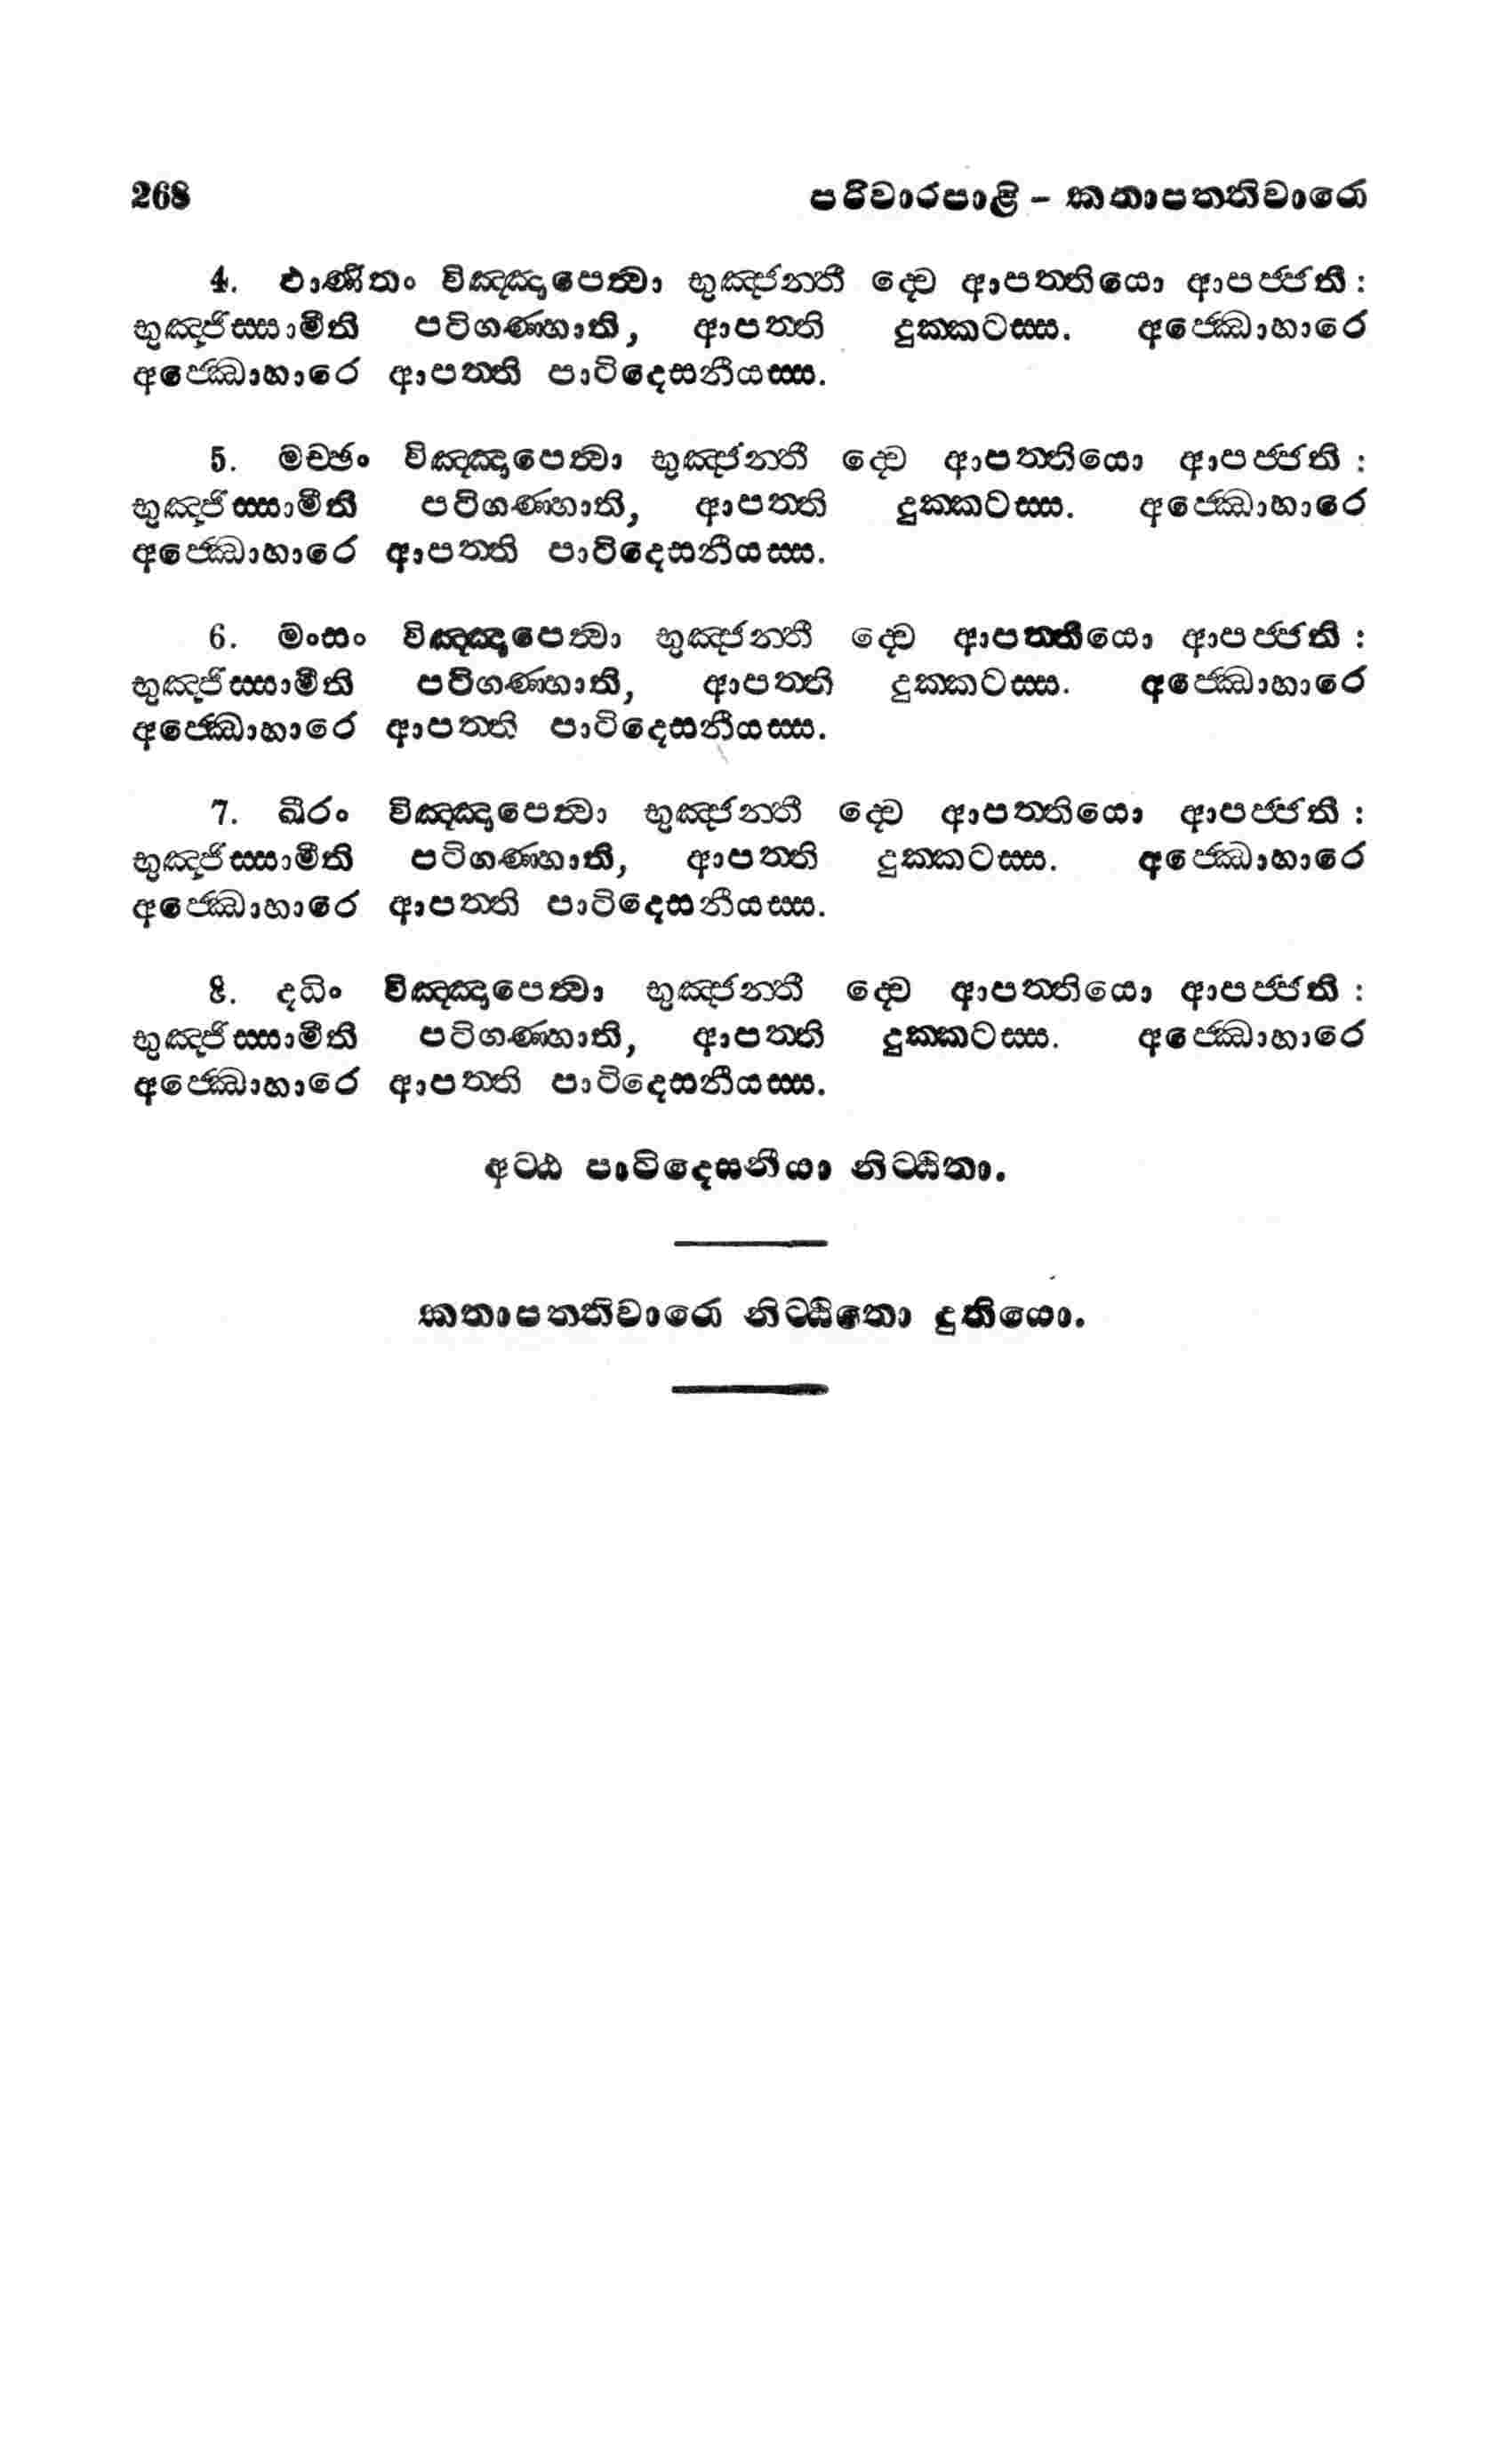 268 පරිවාරපාළි - කතාපත්තිවාරො
4. ඵාණිතං විඤ්ඤාපෙත්වා භුඤ්ජන්තී ද්වෙ ආපත්තියො ආපජ්ජති :
භුඤ්ජිස්සාමීති පටිගණ්හාති, ආපත්ති දුක්කටස්ස. අජ්ඣොහාරෙ
අජ්ඣොහාරෙ ආපත්ති පාටිදෙසනීයස්ස.
5. මච්ඡං විඤ්ඤාපෙත්වා භුඤ්ජන්තී ද්වෙ ආපත්තියො ආපජ්ජති :
භුඤ්ජිස්සාමීති පටිගණ්හාති, ආපත්ති දුක්කටස්ස. අජ්ඣොහාරෙ
අජ්ඣොහාරෙ ආපත්ති පාටිදෙසනීයස්ස.
6. මංසං විඤ්ඤාපෙත්වා භුඤ්ජන්තී ද්වෙ ආපත්තියො ආපජ්ජති :
භුඤ්ජිස්සාමීති පටිගණ්හාති, ආපත්ති දුක්කටස්ස. අජ්ඣොහාරෙ
අජ්ඣොහාරෙ ආපත්ති පාටිදෙසනීයස්ස.
7. ඛීරං විඤ්ඤාපෙත්වා භුඤ්ජන්තී ද්වෙ ආපත්තියො ආපජ්ජති :
භුඤ්ජිස්සාමීති පටිගණ්හාති, ආපත්ති දුක්කටස්ස. අජ්ඣොහාරෙ
අජ්ඣොහාරෙ ආපත්ති පාටිදෙසනීයස්ස.
8. දධිං විඤ්ඤාපෙත්වා භුඤ්ජන්තී ද්වෙ ආපත්තියො ආපජ්ජති :
භුඤ්ජිස්සාමීති පටිගණ්හාති, ආපත්ති දුක්කටස්ස. අජ්ඣොහාරෙ
අජ්ඣොහාරෙ ආපත්ති පාටිදෙසනීයස්ස.
අට්ඨ පාටිදෙසනීයා නිට්ඨිතා.
කතාපත්තිවාරො නිට්ඨිතො දුතියො.